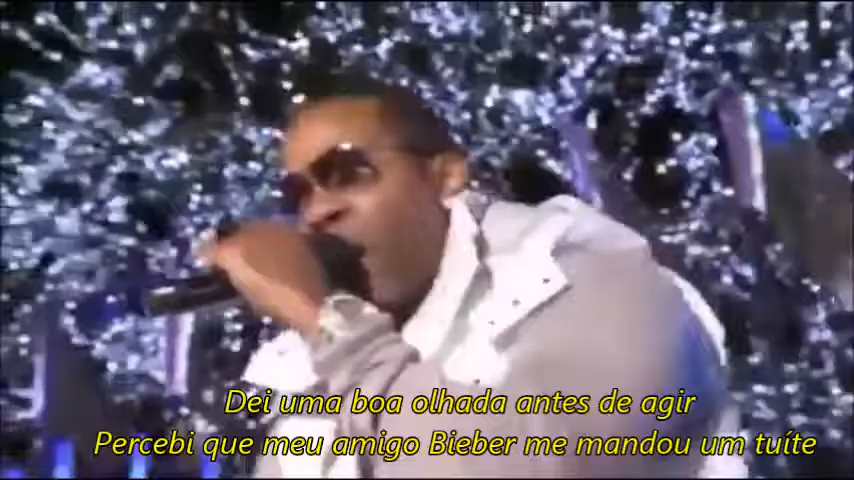 Dei uma boa olhada antes de agir
Percebi que meu amigo Bieber me mandou um tuíte